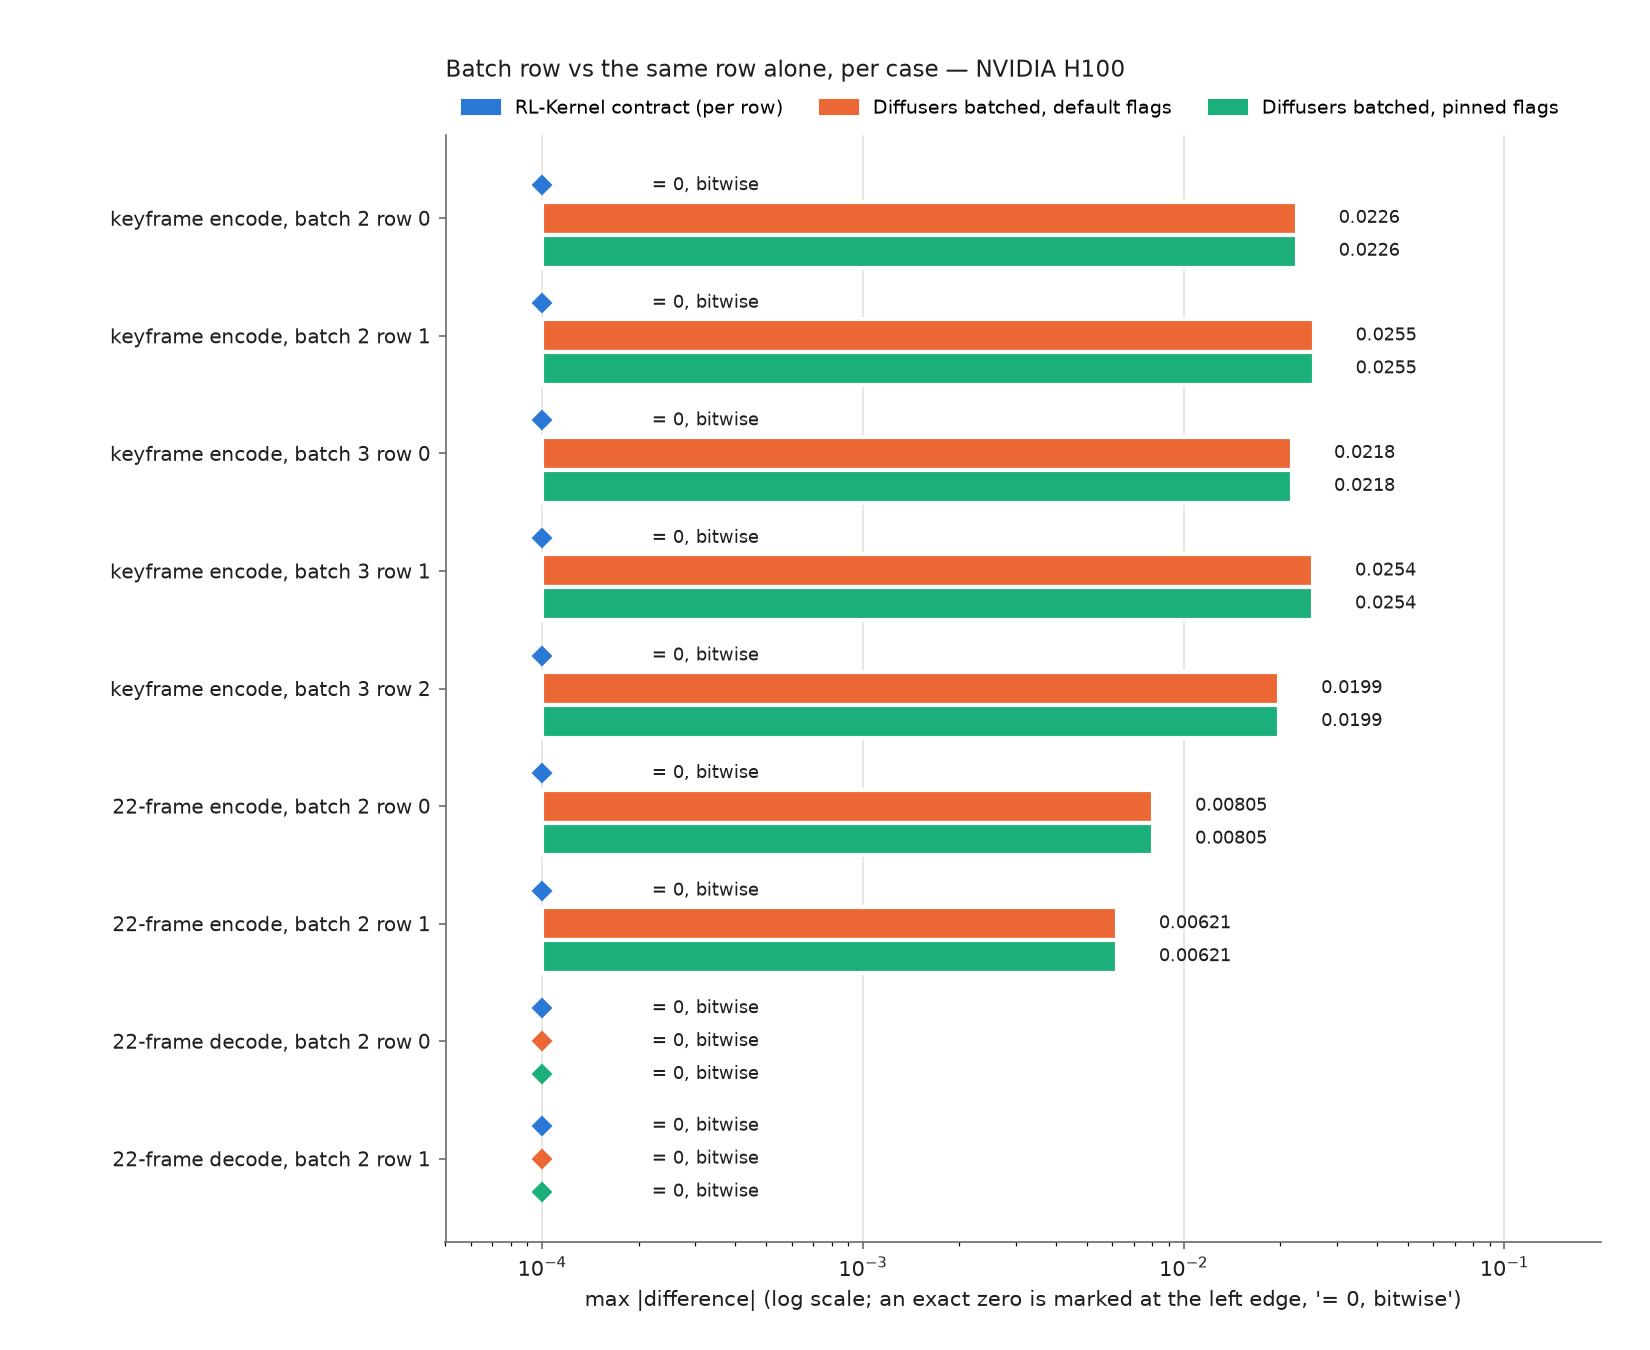 Batch row vs the same row alone, per case — NVIDIA H100
RL-Kernel contract (per row) Diffusers batched, default flags Diffusers batched, pinned flags
= 0, bitwise
keyframe encode, batch 2 row 0 0.0226
0.0226
= 0, bitwise
keyframe encode, batch 2 row 1 0.0255
0.0255
= 0, bitwise
keyframe encode, batch 3 row 0 0.0218
0.0218
= 0, bitwise
keyframe encode, batch 3 row 1 0.0254
0.0254
= 0, bitwise
keyframe encode, batch 3 row 2 0.0199
0.0199
= 0, bitwise
22-frame encode, batch 2 row 0 0.00805
0.00805
= 0, bitwise
22-frame encode, batch 2 row 1 0.00621
0.00621
= 0, bitwise
22-frame decode, batch 2 row 0 = 0, bitwise
= 0, bitwise
= 0, bitwise
22-frame decode, batch 2 row 1 = 0, bitwise
= 0, bitwise
10⁻⁴ 10⁻³ 10⁻² 10⁻¹
max |difference| (log scale; an exact zero is marked at the left edge, '= 0, bitwise')